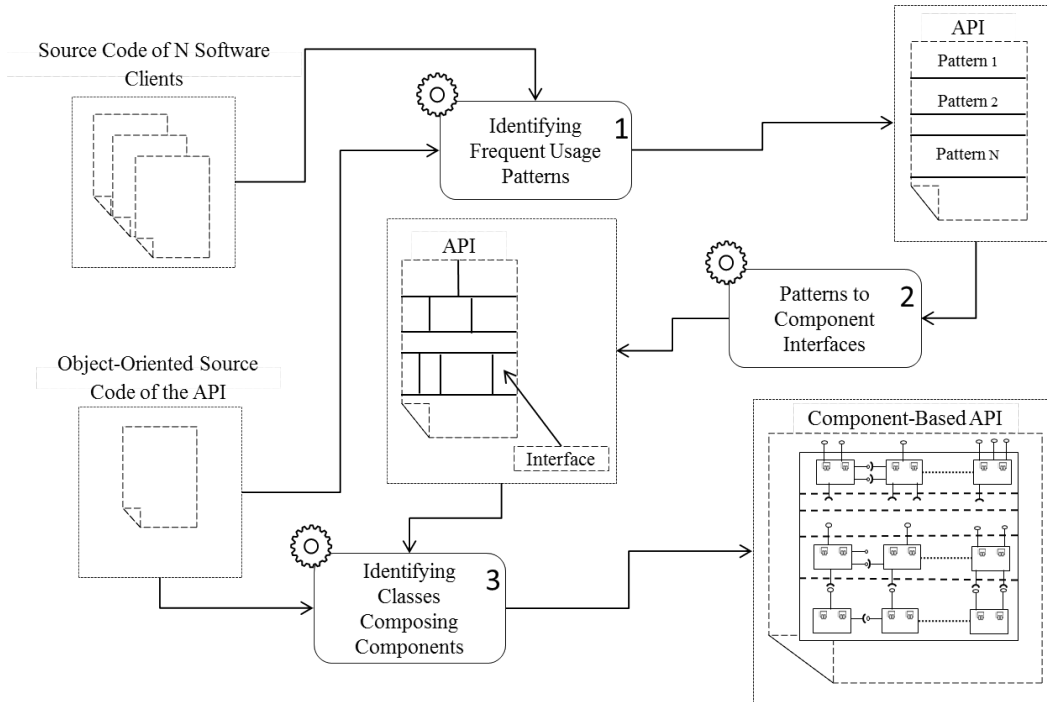 Source Code of N Software
Clients
1
Identifying
Frequent Usage
Patterns
API
Pattern 1
Pattern 2
Pattern N
API
Interface
2
Patterns to
Component
Interfaces
Object-Oriented Source
Code of the API
3
Identifying
Classes
Composing
Components
Component-Based API